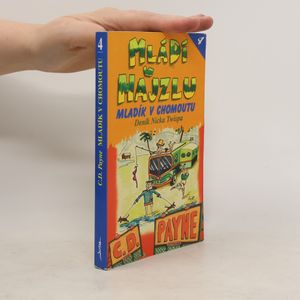 MLÁDÍ
V
HAJZLU
MLADÍK V CHOMOUTU
Deník Nicka Twispa
C.D.
PAYNE
C.D. Payne MLADÍK V CHOMOUTU 4